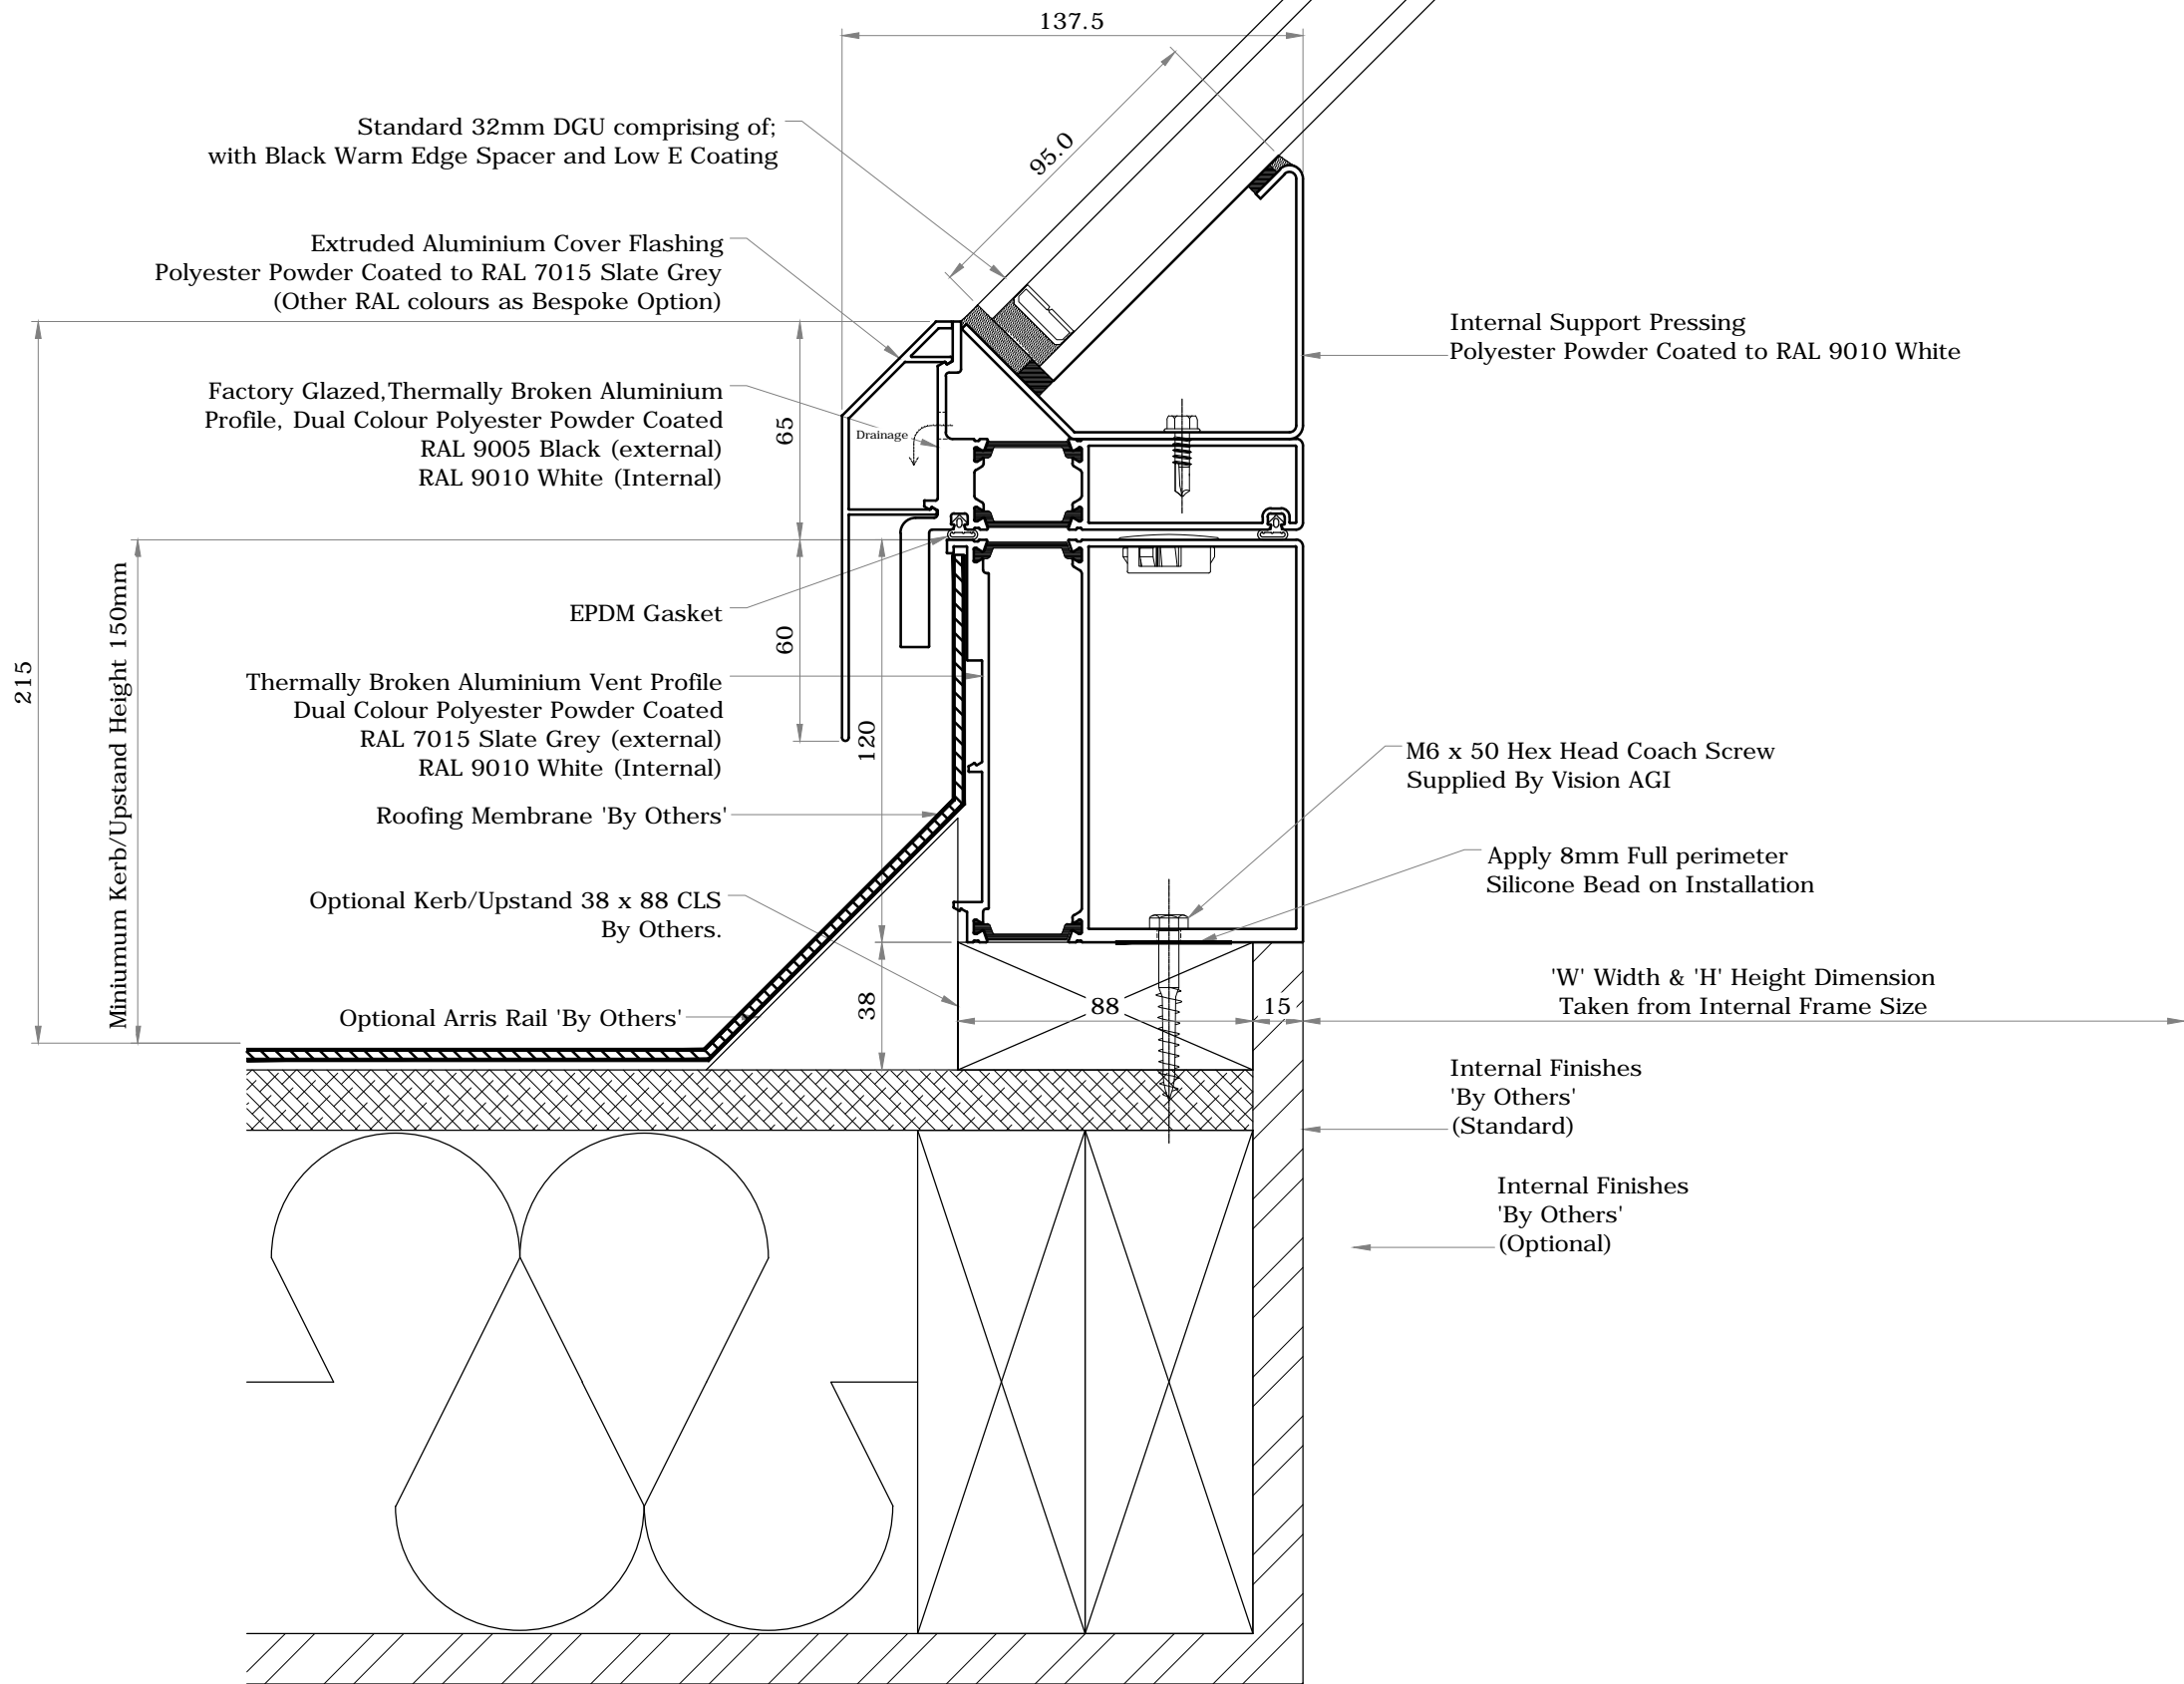 137.5
Standard 32mm DGU comprising of;
with Black Warm Edge Spacer and Low E Coating
95.0
Extruded Aluminium Cover Flashing
Polyester Powder Coated to RAL 7015 Slate Grey
(Other RAL colours as Bespoke Option)
Internal Support Pressing
Polyester Powder Coated to RAL 9010 White
Factory Glazed,Thermally Broken Aluminium
Profile, Dual Colour Polyester Powder Coated
RAL 9005 Black (external)
RAL 9010 White (Internal)
65
Drainage
EPDM Gasket
60
215
Miniumum Kerb/Upstand Height 150mm
Thermally Broken Aluminium Vent Profile
Dual Colour Polyester Powder Coated
RAL 7015 Slate Grey (external)
RAL 9010 White (Internal)
120
M6 x 50 Hex Head Coach Screw
Supplied By Vision AGI
Roofing Membrane 'By Others'
Apply 8mm Full perimeter
Silicone Bead on Installation
Optional Kerb/Upstand 38 x 88 CLS
By Others.
38
88
15
'W' Width & 'H' Height Dimension
Taken from Internal Frame Size
Optional Arris Rail 'By Others'
Internal Finishes
'By Others'
(Standard)
Internal Finishes
'By Others'
(Optional)